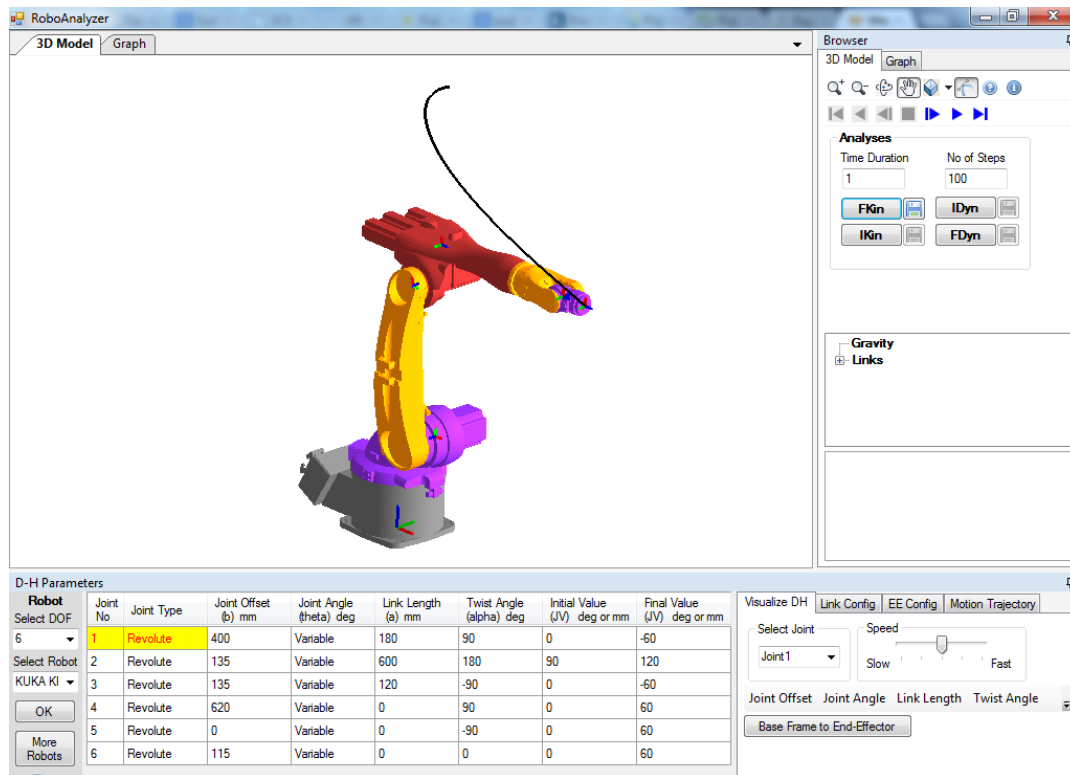 RoboAnalyzer
3D Model Graph
Browser
3D Model Graph
Analyses
Time Duration No of Steps
1 100
FKin IDyn
IKin FDyn
Gravity
Links
D-H Parameters
Robot
Select DOF
6
Select Robot
KUKA KI
OK
More
Robots
Joint No Joint Type Joint Offset (b) mm Joint Angle (theta) deg Link Length (a) mm Twist Angle (alpha) deg Initial Value (JV) deg or mm Final Value (JV) deg or mm
1 Revolute 400 Variable 180 90 0 -60
2 Revolute 135 Variable 600 180 90 120
3 Revolute 135 Variable 120 -90 0 -60
4 Revolute 620 Variable 0 90 0 60
5 Revolute 0 Variable 0 -90 0 60
6 Revolute 115 Variable 0 0 0 60
Visualize DH Link Config EE Config Motion Trajectory
Select Joint Speed
Joint1 Slow Fast
Joint Offset Joint Angle Link Length Twist Angle
Base Frame to End-Effector